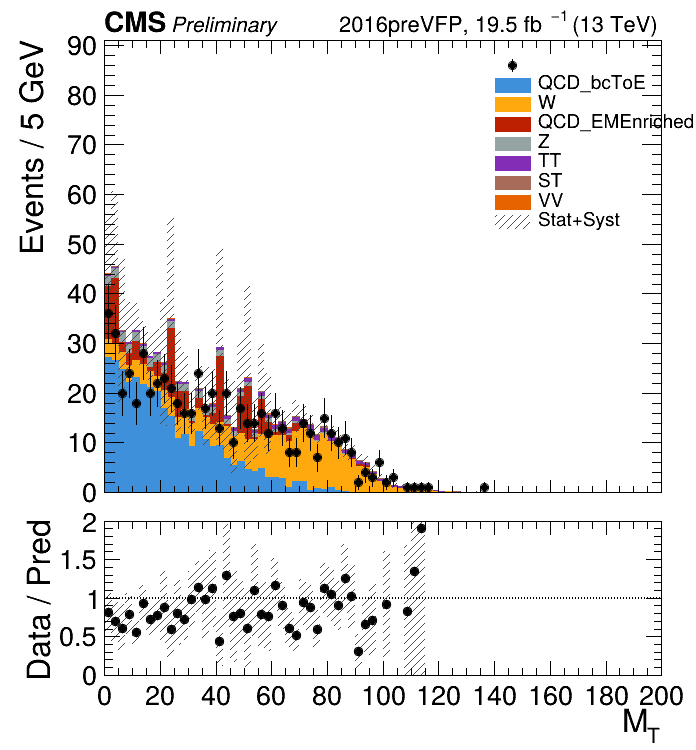 CMS Preliminary 2016preVFP, 19.5 fb⁻¹ (13 TeV)
Events / 5 GeV
90
80
70
60
50
40
30
20
10
0
QCD_bcToE
W
QCD_EMEnriched
Z
TT
ST
VV
Stat+Syst
Data / Pred
2
1.5
1
0.5
0
0 20 40 60 80 100 120 140 160 180 200
M_T